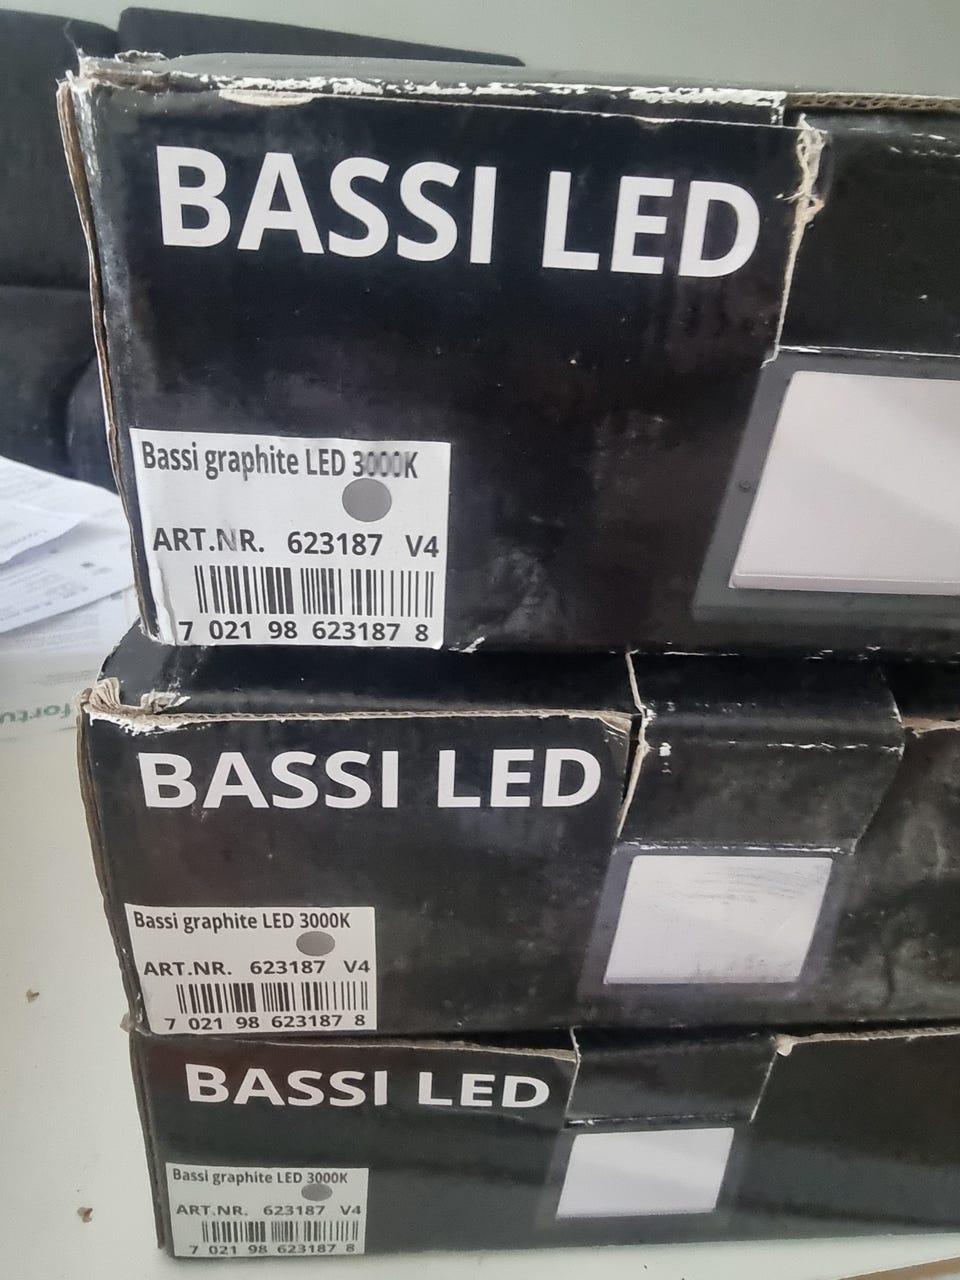 BASSI LED
Bassi graphite LED 3000K
ART.NR. 623187 V4
7 021 98 623187 8
fortu
BASSI LED
Bassi graphite LED 3000K
ART.NR. 623187 V4
7 021 98 623187 8
BASSI LED
Bassi graphite LED 3000K
ART.NR. 623187 V4
7 021 98 623187 8